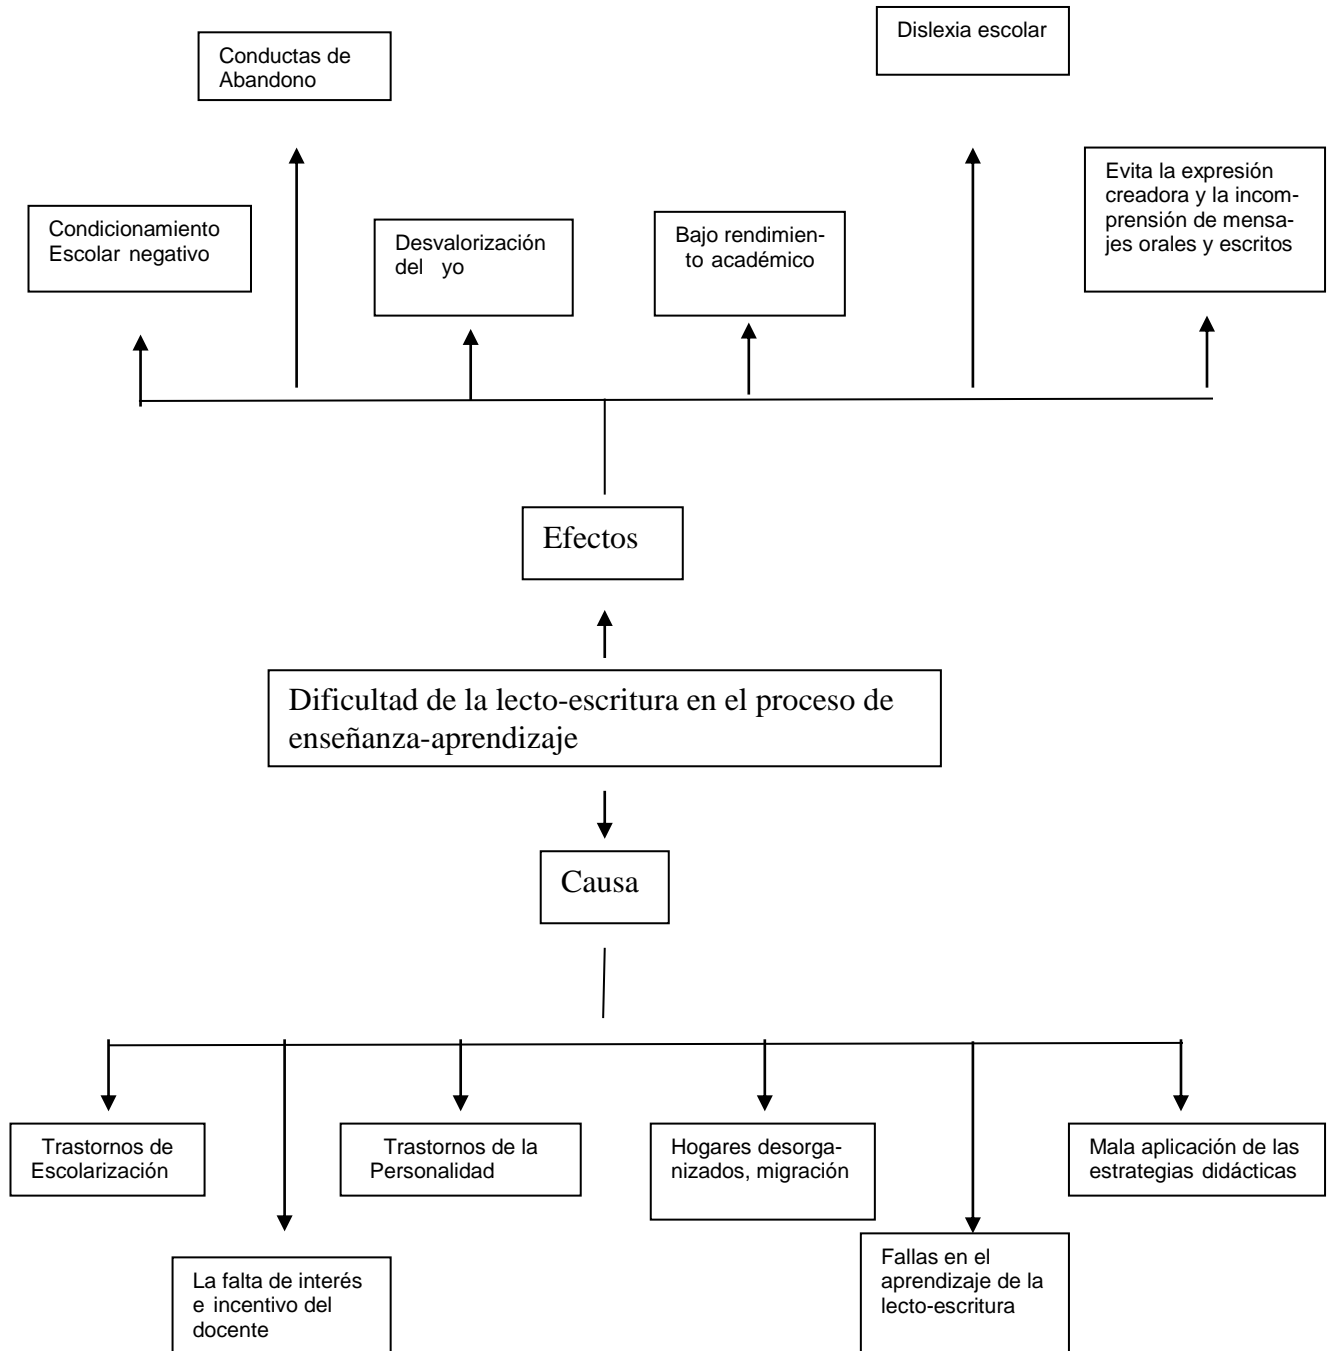 Dislexia escolar
Conductas de
Abandono
Evita la expresión
creadora y la incom-
prensión de mensa-
jes orales y escritos
Condicionamiento
Escolar negativo
Desvalorización
del yo
Bajo rendimien-
to académico
Efectos
Dificultad de la lecto-escritura en el proceso de
enseñanza-aprendizaje
Causa
Trastornos de
Escolarización
Trastornos de la
Personalidad
Hogares desorga-
nizados, migración
Mala aplicación de las
estrategias didácticas
La falta de interés
e incentivo del
docente
Fallas en el
aprendizaje de la
lecto-escritura